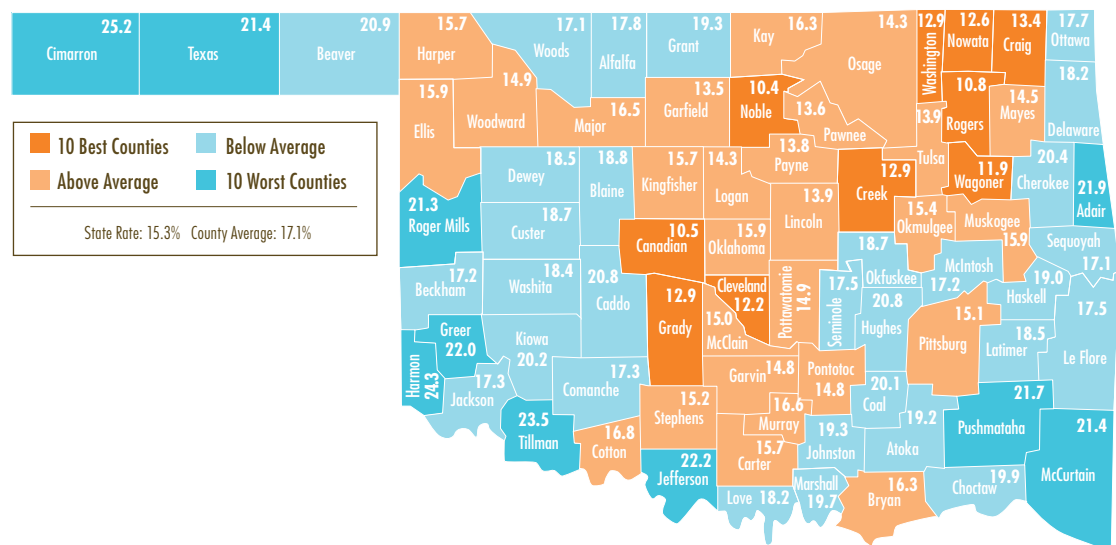 25.2
Cimarron
21.4
Texas
20.9
Beaver
15.7
Harper
17.1
Woods
17.8
Alfalfa
19.3
Grant
16.3
Kay
14.3
Osage
12.9
Washington
12.6
Nowata
13.4
Craig
17.7
Ottawa
15.9
Ellis
14.9
Woodward
16.5
Major
13.5
Garfield
10.4
Noble
13.6
Pawnee
13.9
Tulsa
10.8
Rogers
14.5
Mayes
18.2
Delaware
10 Best Counties
Below Average
Above Average
10 Worst Counties
State Rate: 15.3% County Average: 17.1%
18.5
Dewey
18.8
Blaine
15.7
Kingfisher
14.3
Logan
13.8
Payne
12.9
Creek
11.9
Wagoner
20.4
Cherokee
21.9
Adair
21.3
Roger Mills
18.7
Custer
10.5
Canadian
15.9
Oklahoma
13.9
Lincoln
15.4
Okmulgee
Muskogee
15.9
Sequoyah
17.1
17.2
Beckham
18.4
Washita
20.8
Caddo
12.9
Grady
Cleveland
12.2
15.0
McClain
Pottawatomie
14.9
17.5
Seminole
18.7
Okfuskee
McIntosh
17.2
19.0
Haskell
17.5
Le Flore
Greer
22.0
Harmon
24.3
Kiowa
20.2
20.8
Hughes
15.1
Pittsburg
18.5
Latimer
17.3
Jackson
17.3
Comanche
Garvin
14.8
Pontotoc
14.8
20.1
Coal
19.2
Atoka
21.7
Pushmataha
21.4
McCurtain
23.5
Tillman
16.8
Cotton
15.2
Stephens
16.6
Murray
22.2
Jefferson
15.7
Carter
19.3
Johnston
Love
18.2
Marshall
19.7
16.3
Bryan
19.9
Choctaw